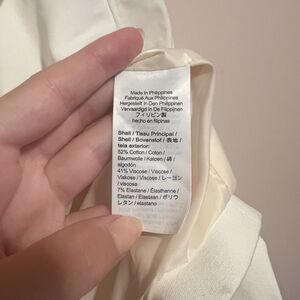 Made In Philippines
Fabriqué Aux Philippines
Hergestellt In Den Philippinen
Vervaardigd In De Filippijnen
フィリピン製
hecho en filipinas
Shell / Tissu Principal /
Shell / Bovenstof / 表地 /
tela exterior:
52% Cotton / Coton /
Baumwolle / Katoen / 綿 /
algodon
41% Viscose / Viscose /
Viskose / Viscose / レーヨン
/ viscosa
7% Elastane / Élasthanne /
Elastan / Elastaan / ポリウ
レタン / elastano